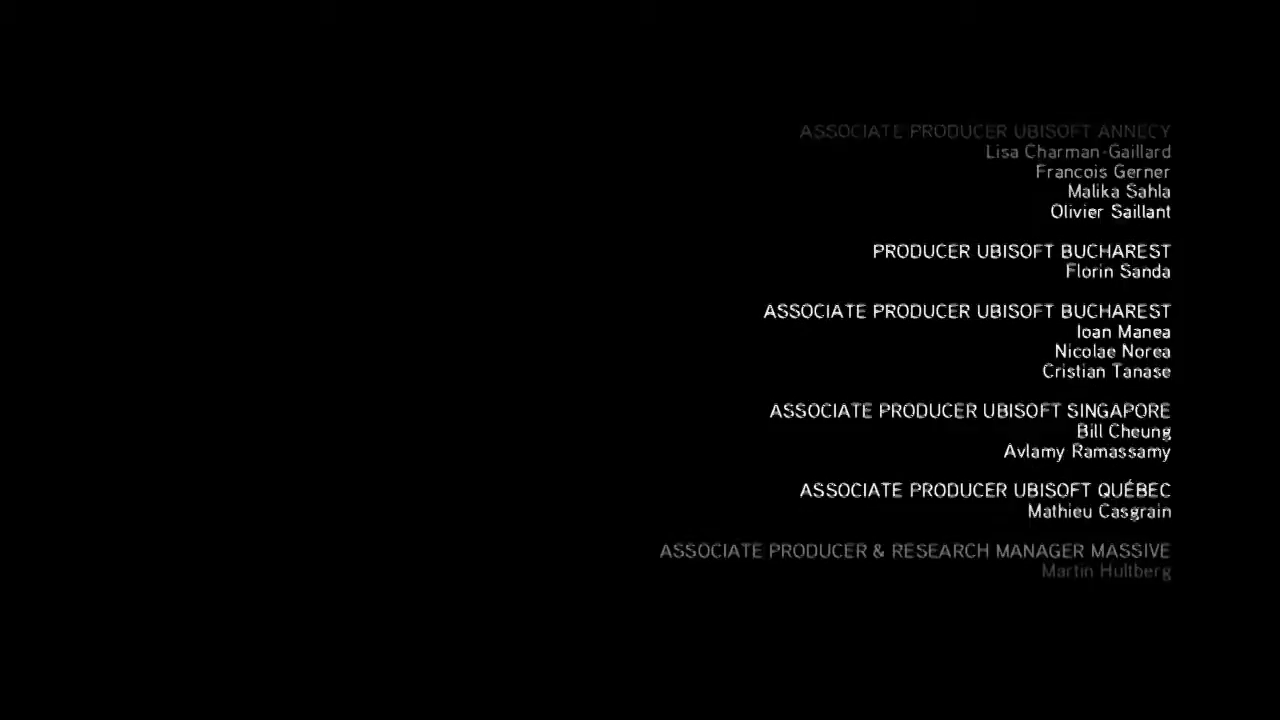 ASSOCIATE PRODUCER UBISOFT ANNECY
Lisa Charman-Gaillard
Francois Gerner
Malika Sahla
Olivier Saillant
PRODUCER UBISOFT BUCHAREST
Florin Sanda
ASSOCIATE PRODUCER UBISOFT BUCHAREST
Ioan Manea
Nicolae Norea
Cristian Tanase
ASSOCIATE PRODUCER UBISOFT SINGAPORE
Bill Cheung
Avlamy Ramassamy
ASSOCIATE PRODUCER UBISOFT QUÉBEC
Mathieu Casgrain
ASSOCIATE PRODUCER & RESEARCH MANAGER MASSIVE
Martin Hultberg